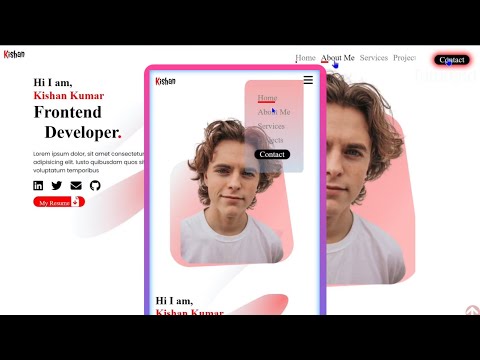 Kishan
Home About Me Services Projec
Contact
Hi I am,
Kishan Kumar
Frontend
Developer.
Lorem ipsum dolor, sit amet consectetur
adipisicing elit. Iusto quibusdam quos si
voluptatum temporibus
My Resume
Kishan
Home
About Me
Services
Projects
Contact
Hi I am,
Kishan Kumar